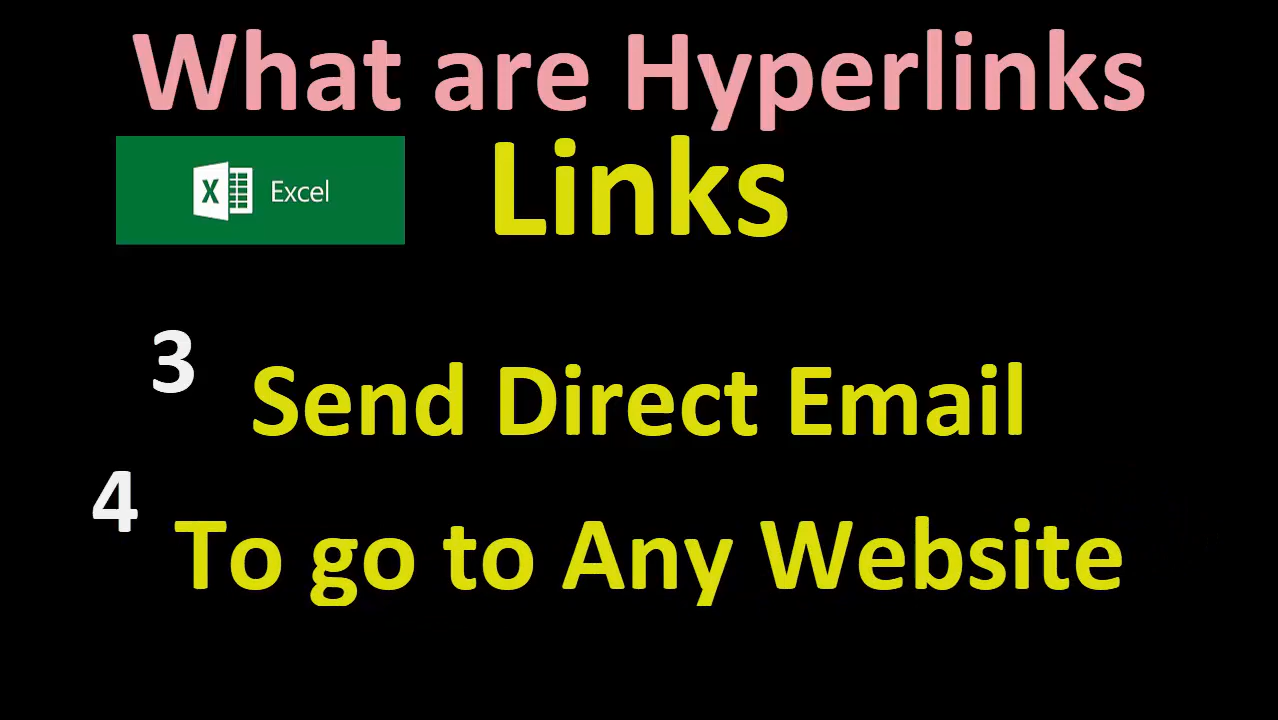 What are Hyperlinks
X Excel
Links
3
Send Direct Email
4
To go to Any Website